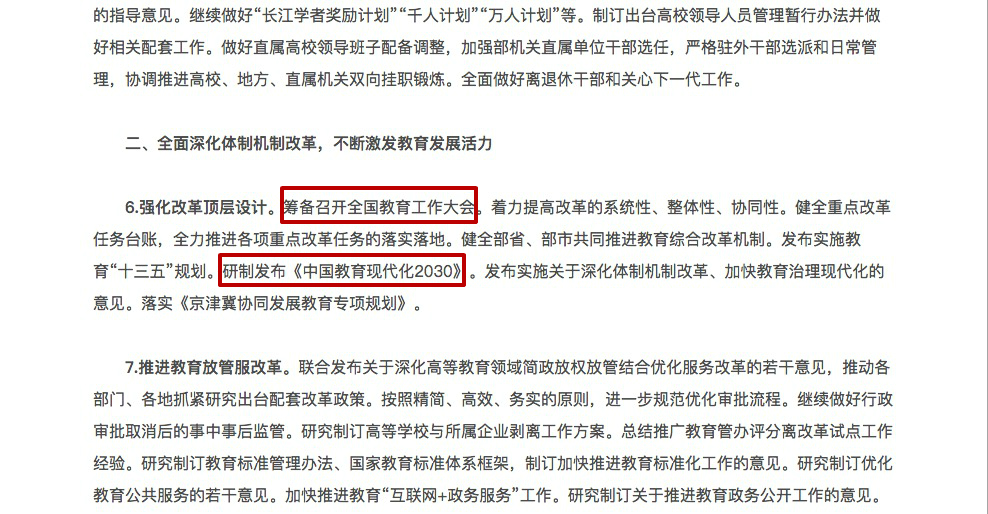 的指导意见。继续做好“长江学者奖励计划”“千人计划”“万人计划”等。制订出台高校领导人员管理暂行办法并做
好相关配套工作。做好直属高校领导班子配备调整，加强部机关直属单位干部选任，严格驻外干部选派和日常管
理，协调推进高校、地方、直属机关双向挂职锻炼。全面做好离退休干部和关心下一代工作。
二、全面深化体制机制改革，不断激发教育发展活力
6.强化改革顶层设计。筹备召开全国教育工作大会。着力提高改革的系统性、整体性、协同性。健全重点改革
任务台账，全力推进各项重点改革任务的落实落地。健全部省、部市共同推进教育综合改革机制。发布实施教
育“十三五”规划。研制发布《中国教育现代化2030》。发布实施关于深化体制机制改革、加快教育治理现代化的
意见。落实《京津冀协同发展教育专项规划》。
7.推进教育放管服改革。联合发布关于深化高等教育领域简政放权放管结合优化服务改革的若干意见，推动各
部门、各地抓紧研究出台配套改革政策。按照精简、高效、务实的原则，进一步规范优化审批流程。继续做好行政
审批取消后的事中事后监管。研究制订高等学校与所属企业剥离工作方案。总结推广教育管办评分离改革试点工作
经验。研究制订教育标准管理办法、国家教育标准体系框架，制订加快推进教育标准化工作的意见。研究制订优化
教育公共服务的若干意见。加快推进教育“互联网+政务服务”工作。研究制订关于推进教育政务公开工作的意见。